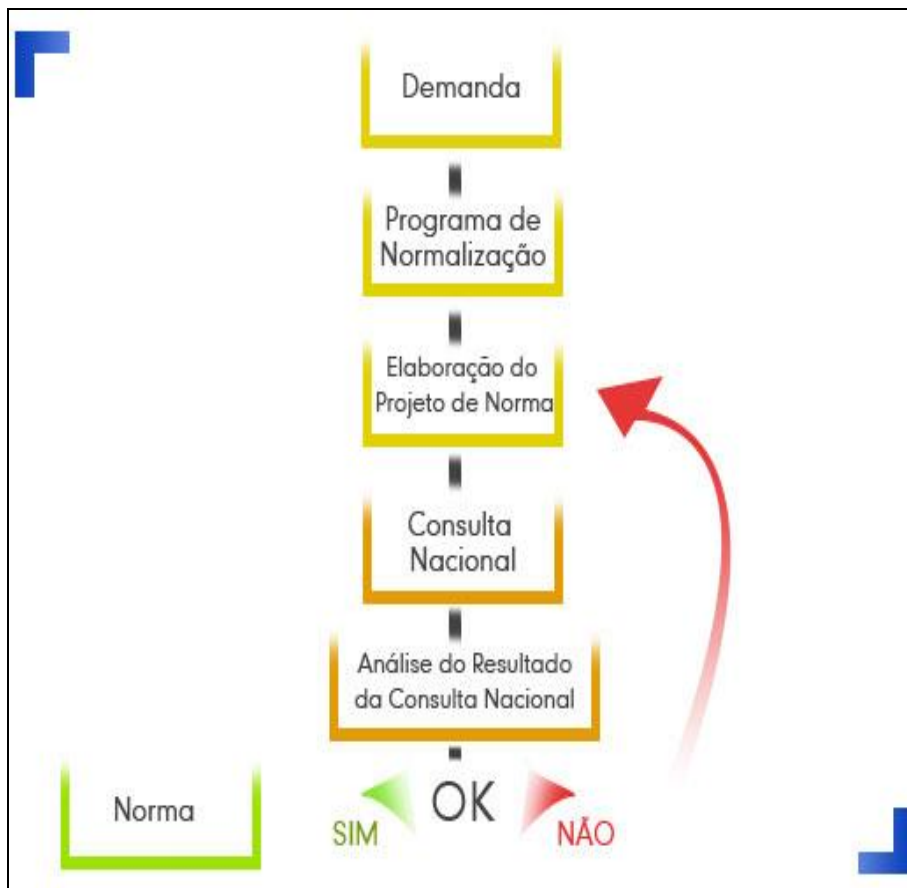 Demanda
Programa de
Normalização
Elaboração do
Projeto de Norma
Consulta
Nacional
Análise do Resultado
da Consulta Nacional
Norma
SIM
OK
NÃO